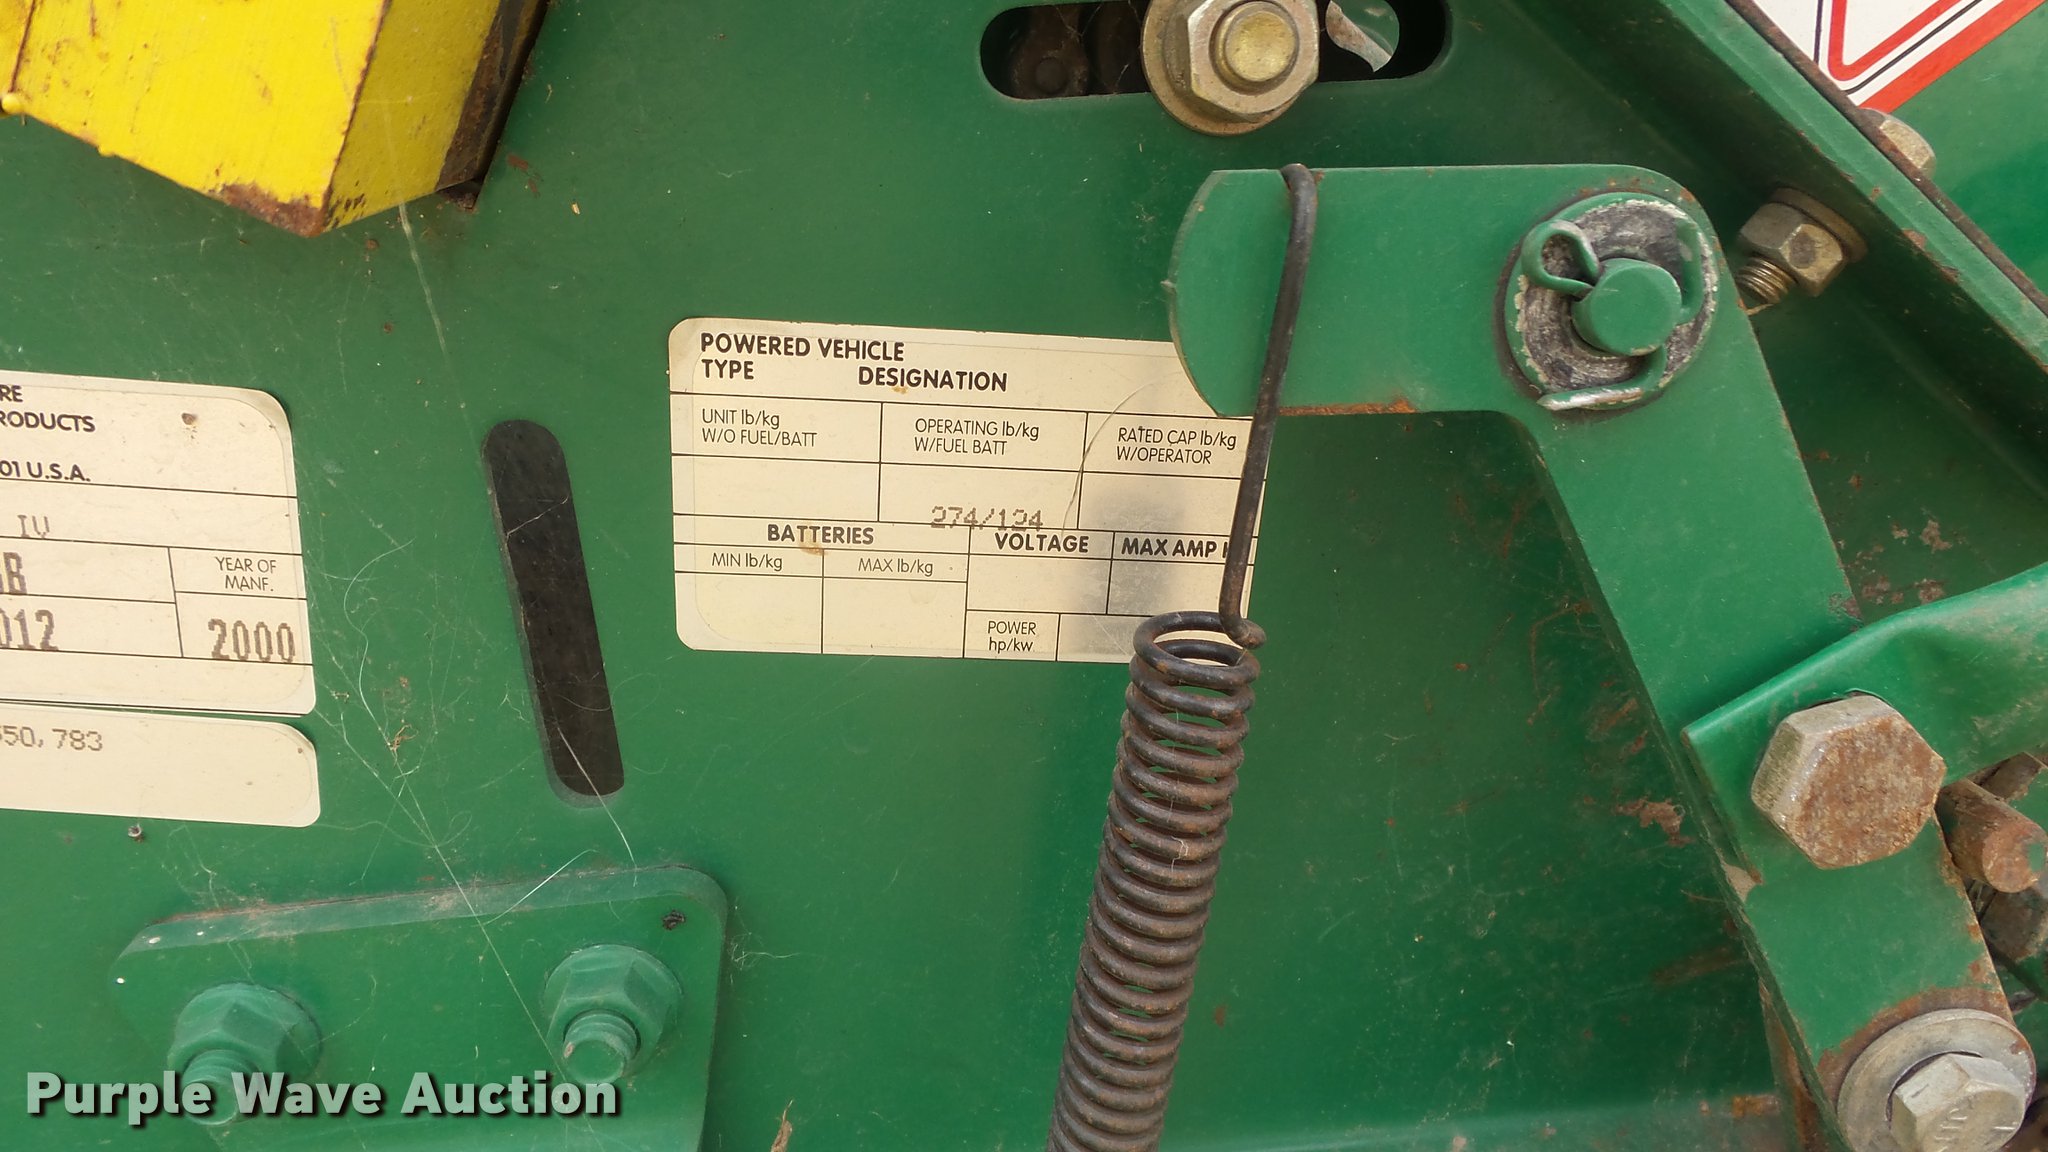 RE
RODUCTS
01 U.S.A.
IV
B
YEAR OF
MANF.
012
2000
50,783
POWERED VEHICLE
TYPE DESIGNATION
UNIT lb/kg
W/O FUEL/BATT
OPERATING lb/kg
W/FUEL BATT
RATED CAP lb/kg
W/OPERATOR
274/124
BATTERIES
VOLTAGE
MAX AMP
MIN lb/kg
MAX lb/kg
POWER
hp/kw
Purple Wave Auction